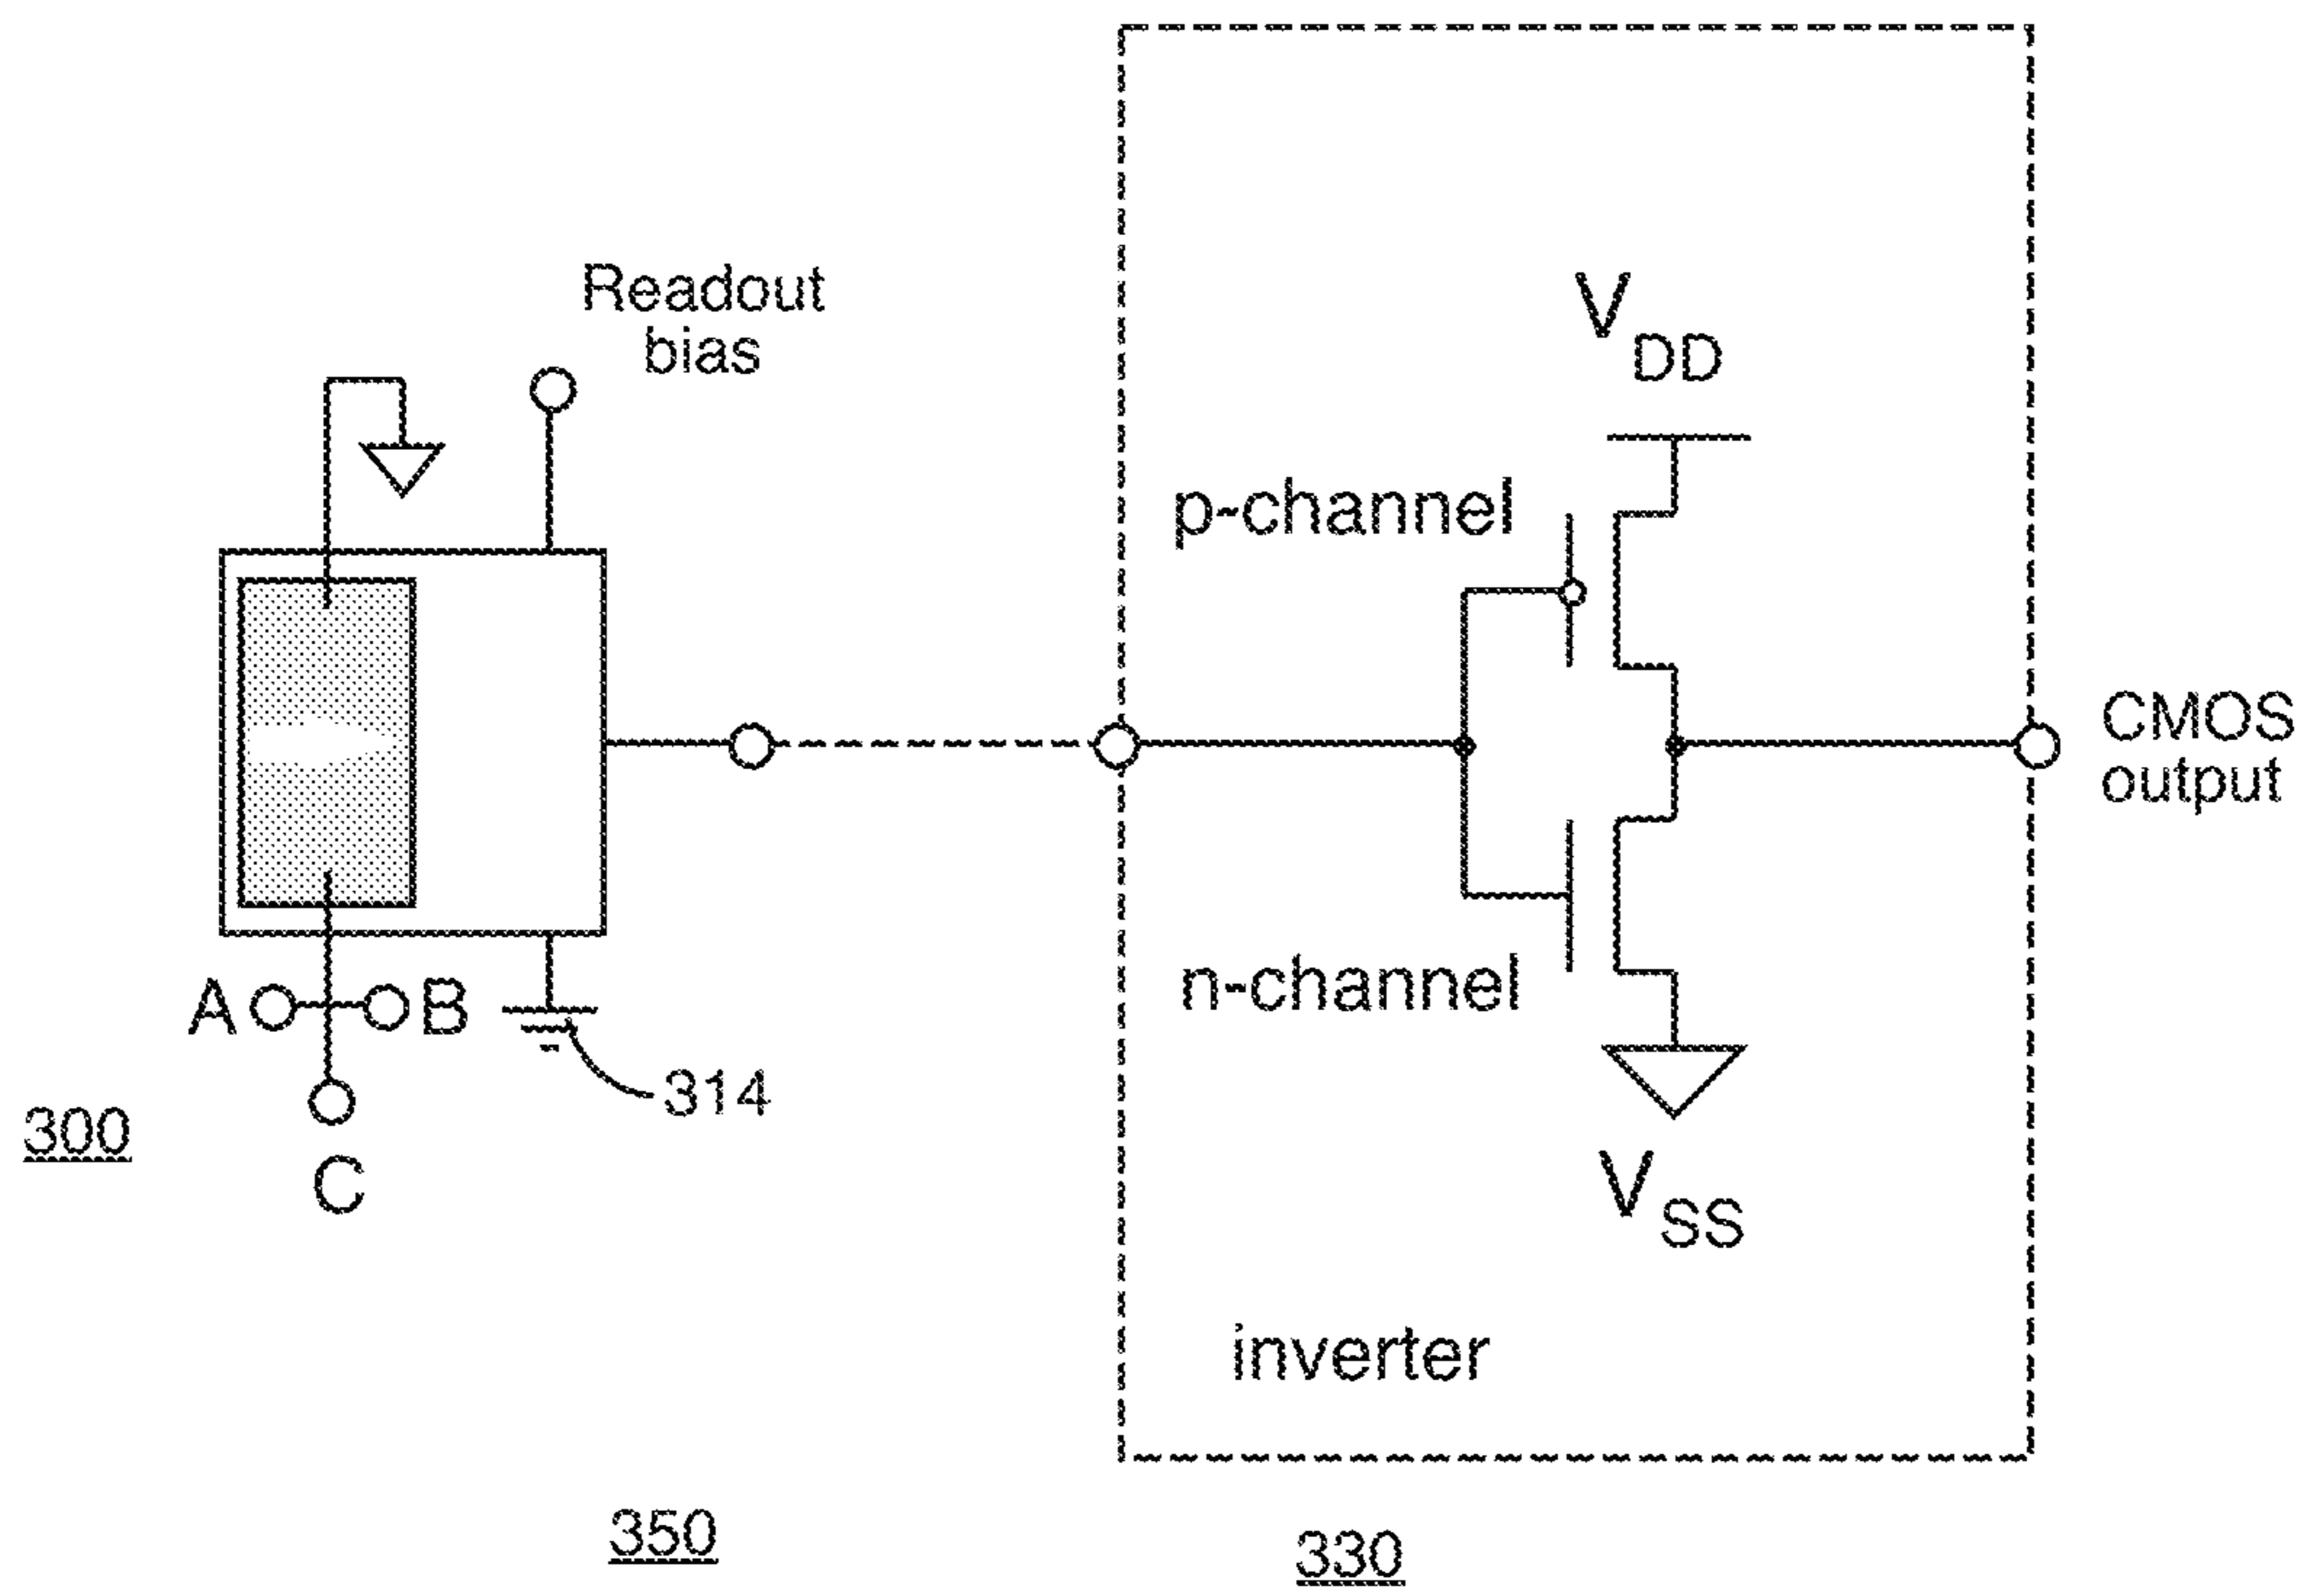 Readout
bias
V
DD
p-channel
CMOS
output
n-channel
A
B
314
300
C
V
SS
inverter
350
330